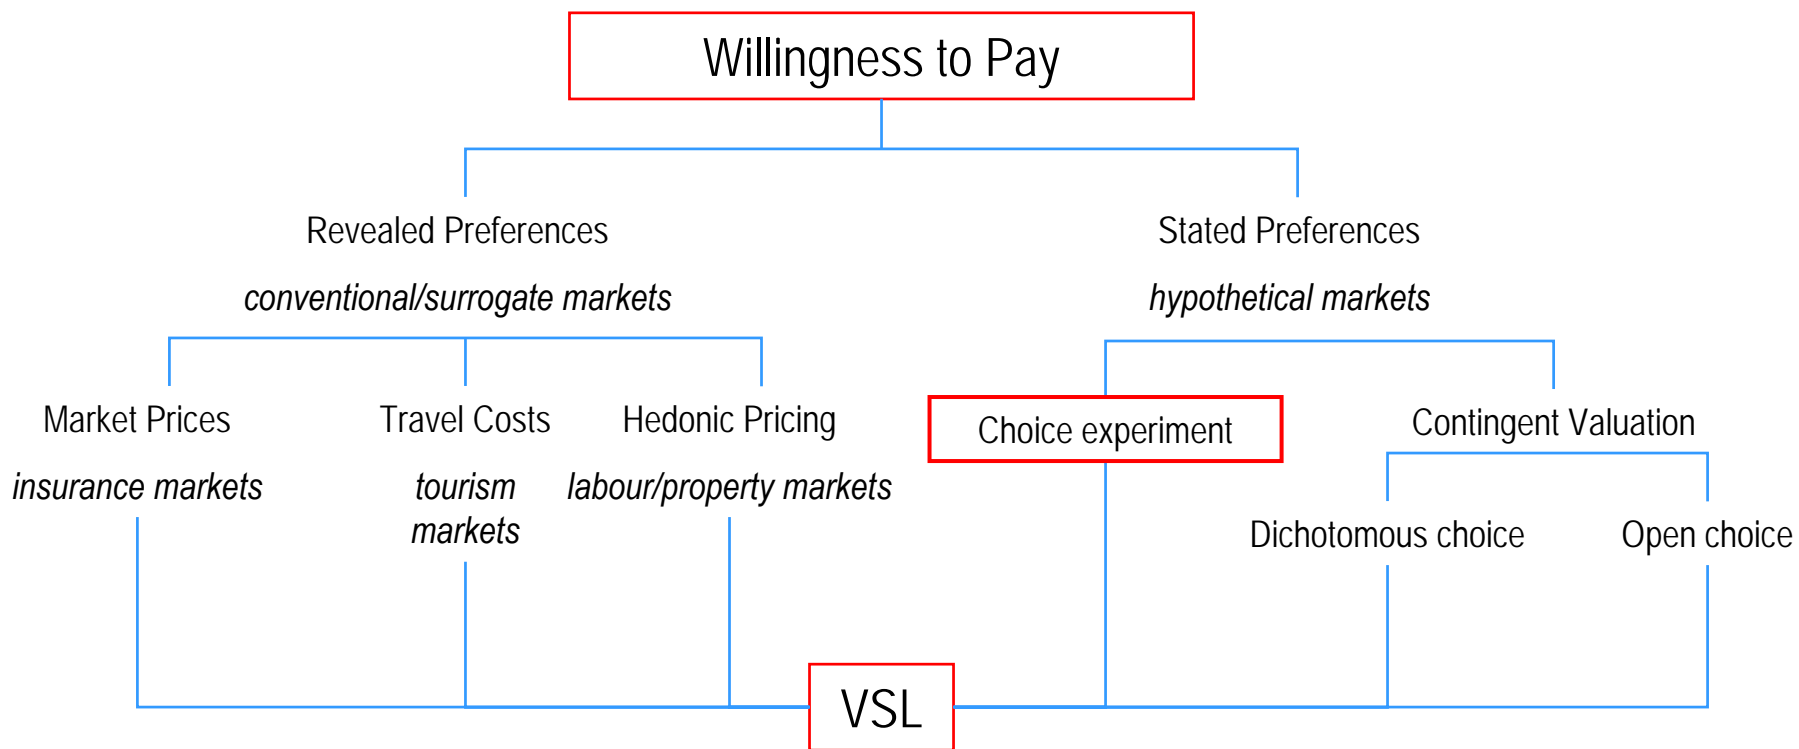 Willingness to Pay
Revealed Preferences
Stated Preferences
conventional/surrogate markets
hypothetical markets
Market Prices
Travel Costs
Hedonic Pricing
Choice experiment
Contingent Valuation
insurance markets
tourism
markets
labour/property markets
Dichotomous choice
Open choice
VSL